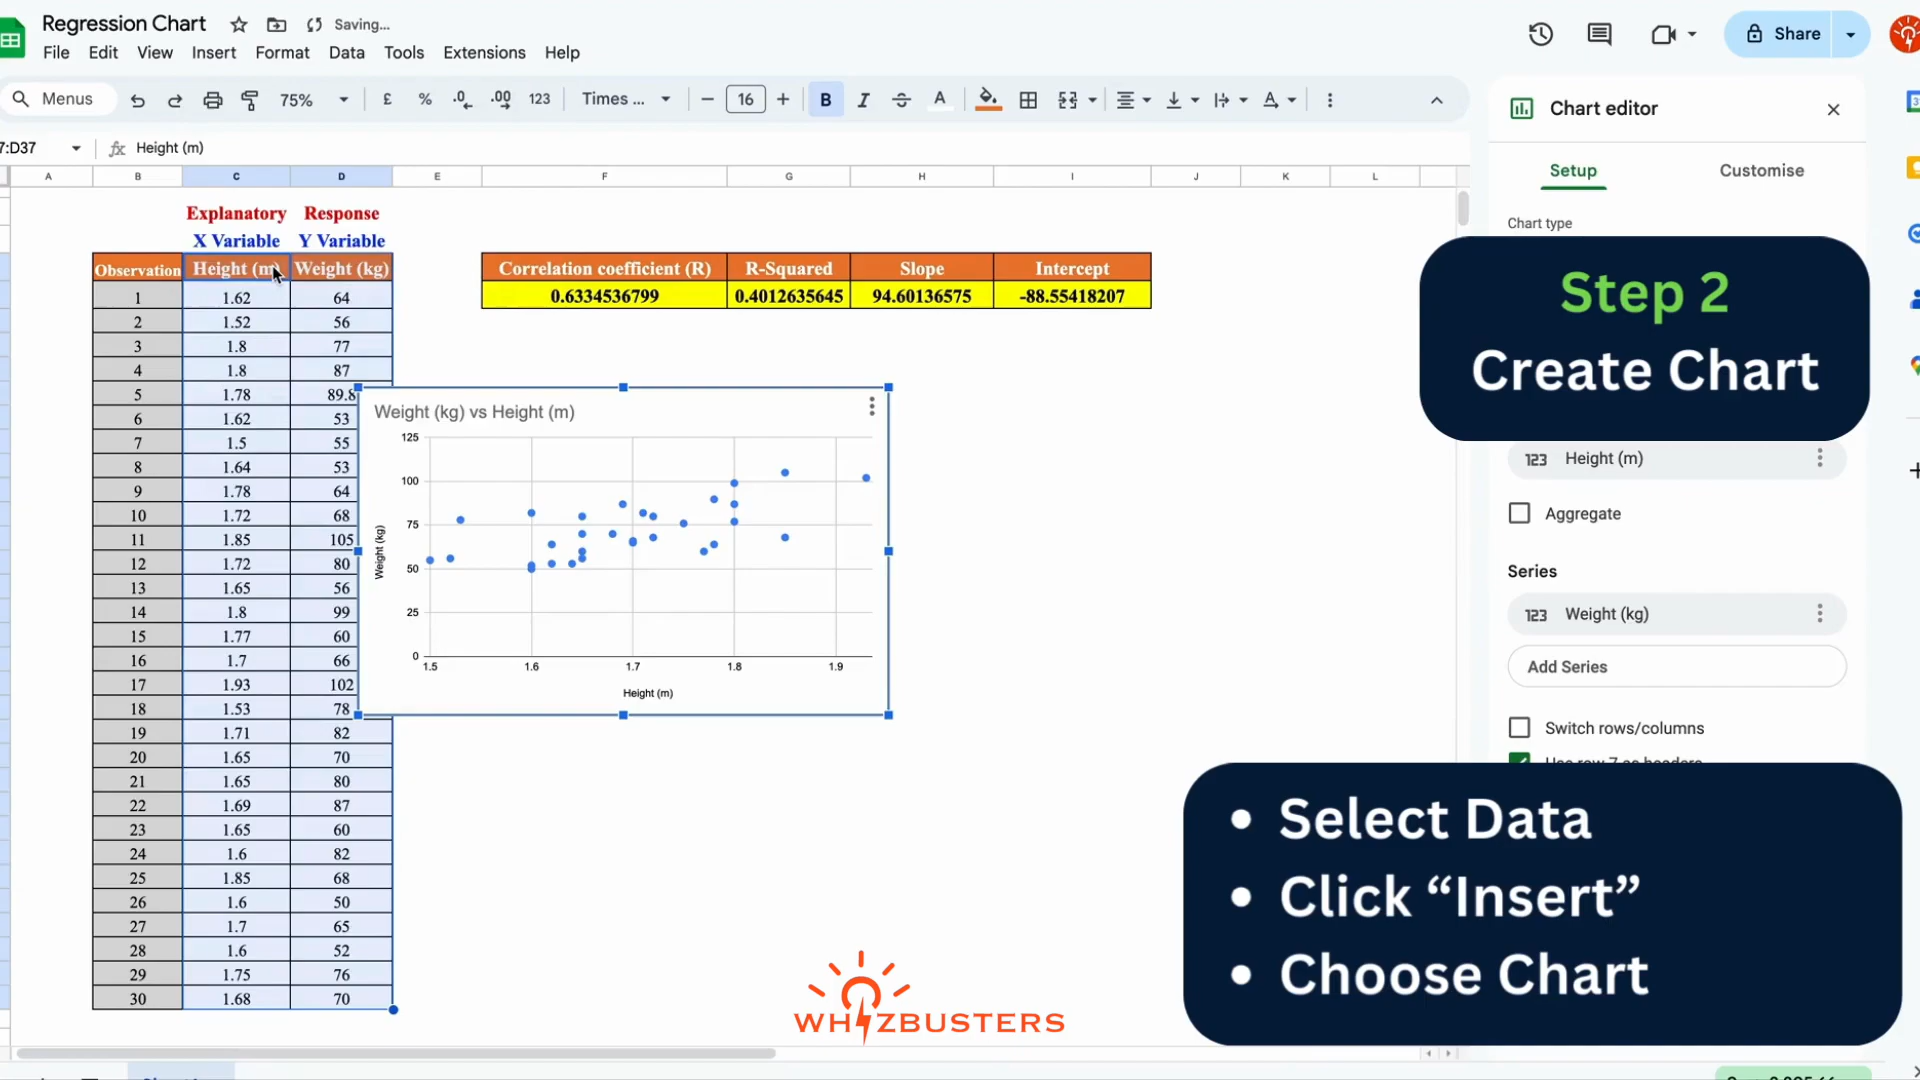 Regression Chart
Saving...
File Edit View Insert Format Data Tools Extensions Help
Share
Menus
75%
£ % .0 .00 123
Times ...
16
B I S A
Chart editor
7:D37
fx Height (m)
Setup Customise
Chart type
A B C D E F G H I J K L
Explanatory Response
X Variable Y Variable
Observation Height (m) Weight (kg)
1 1.62 64
2 1.52 56
3 1.8 77
4 1.8 87
5 1.78 89.8
6 1.62 53
7 1.5 55
8 1.64 53
9 1.78 64
10 1.72 68
11 1.85 105
12 1.72 80
13 1.65 56
14 1.8 99
15 1.77 60
16 1.7 66
17 1.93 102
18 1.53 78
19 1.71 82
20 1.65 70
21 1.65 80
22 1.69 87
23 1.65 60
24 1.6 82
25 1.85 68
26 1.6 50
27 1.7 65
28 1.6 52
29 1.75 76
30 1.68 70
Correlation coefficient (R) R-Squared Slope Intercept
0.6334536799 0.4012635645 94.60136575 -88.55418207
Weight (kg) vs Height (m)
125
100
75
50
25
0
Weight (kg)
1.5 1.6 1.7 1.8 1.9
Height (m)
Step 2
Create Chart
123 Height (m)
Aggregate
Series
123 Weight (kg)
Add Series
Switch rows/columns
Use row 7 as headers
• Select Data
• Click “Insert”
• Choose Chart
WHIZBUSTERS